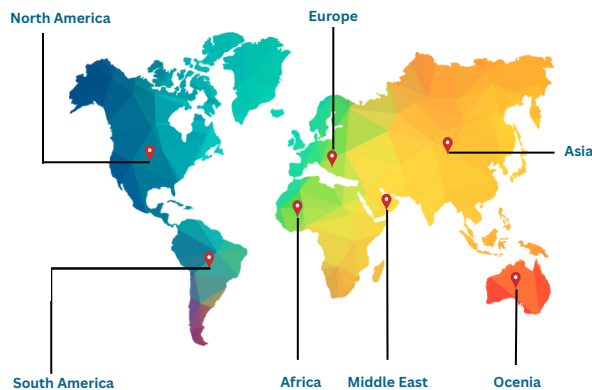 North America
Europe
Asia
South America
Africa
Middle East
Ocenia